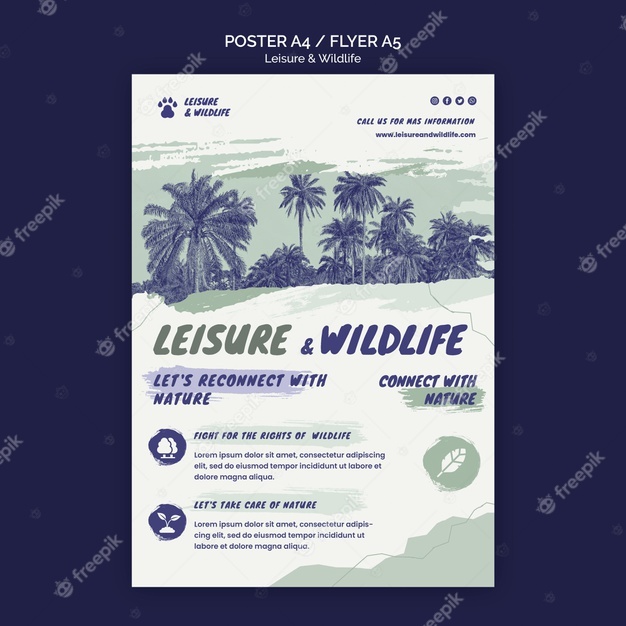 POSTER A4 / FLYER A5
Leisure & Wildlife
LEISURE
& WILDLIFE
CALL US FOR MAS INFORMATION
www.leisureandwildlife.com
LEISURE & WILDLIFE
LET'S RECONNECT WITH
NATURE
CONNECT WITH
NATURE
FIGHT FOR THE RIGHTS OF WILDLIFE
Lorem ipsum dolor sit amet, consectetur adipiscing
elit, sed do eiusmod tempor incididunt ut labore et
dolore magna aliqua.
LET'S TAKE CARE OF NATURE
Lorem ipsum dolor sit amet, consectetur adipis-
cing elit, sed do eiusmod tempor incididunt ut
labore et dolore magna aliqua.
freepik
freepik
freepik
freepik
freepik
freepik
freepik
freepik
freepik
freepik